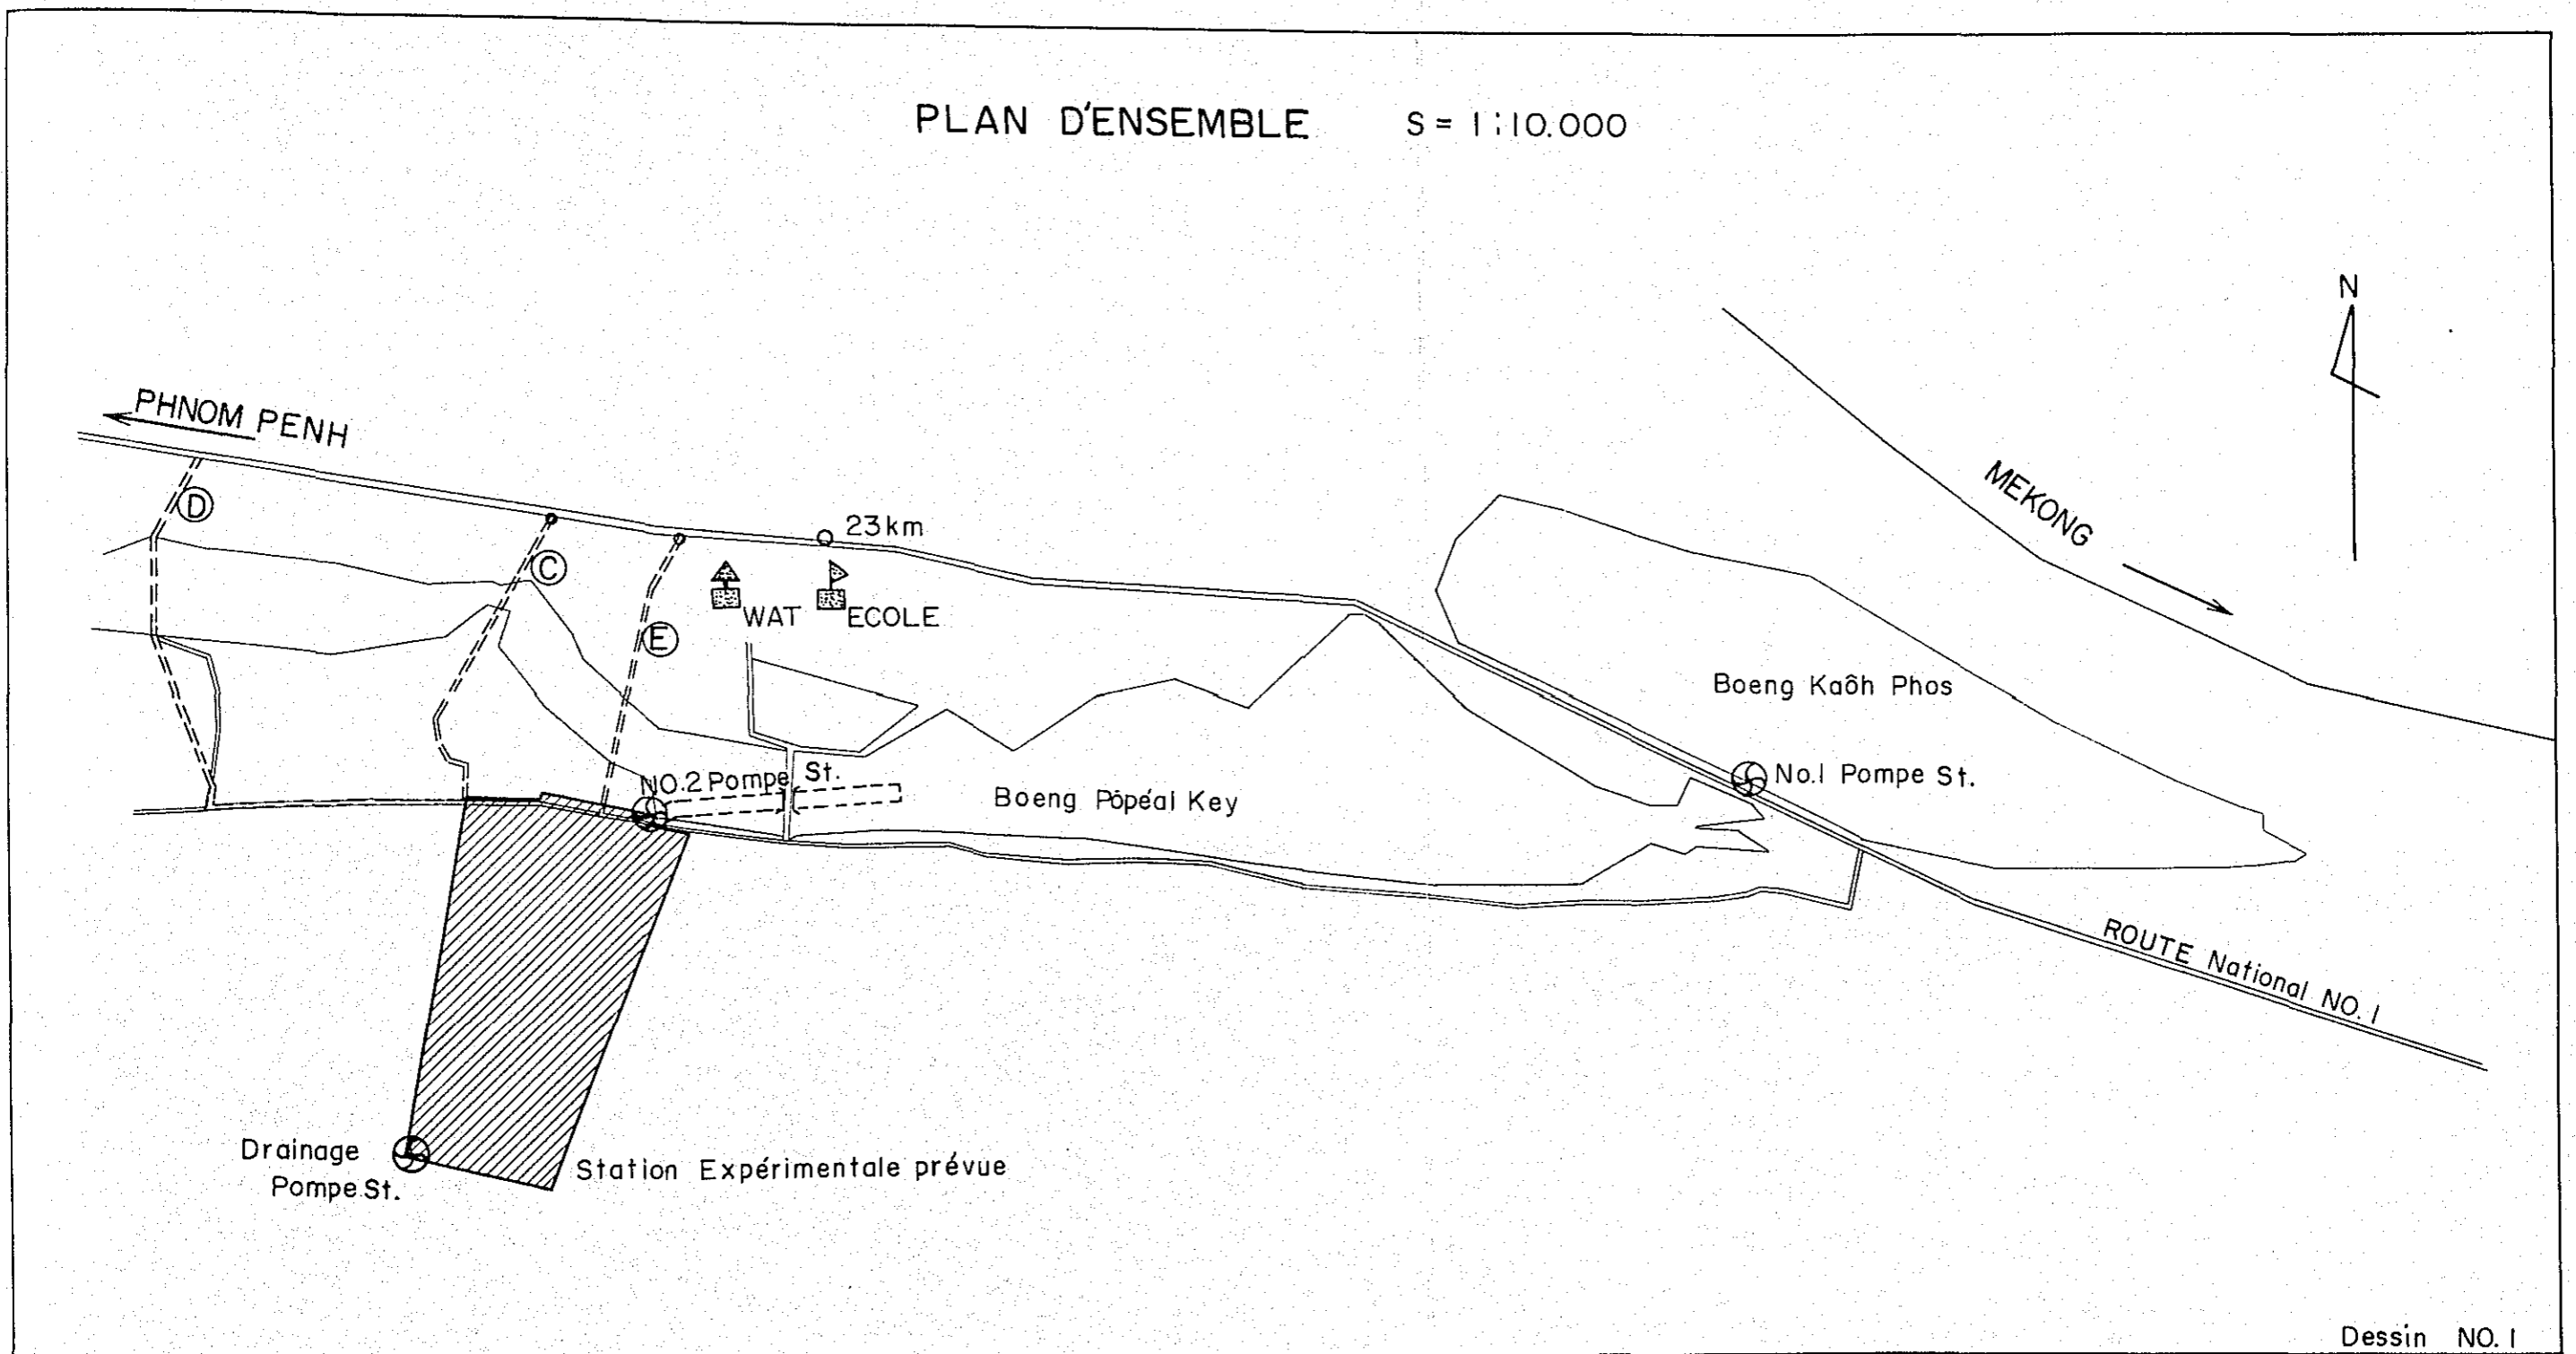 PLAN D'ENSEMBLE S = 1:10.000
N
PHNOM PENH
MEKONG
D
C
23km
E
WAT
ECOLE
Boeng Kaôh Phos
NO.2 Pompe St.
Boeng Pôpéal Key
No.1 Pompe St.
ROUTE National NO.1
Drainage
Pompe St.
Station Expérimentale prévue
Dessin NO.1